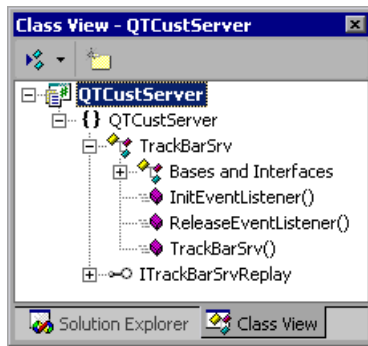 Class View - QTCustServer
QTCustServer
{} QTCustServer
TrackBarSrv
Bases and Interfaces
InitEventListener()
ReleaseEventListener()
TrackBarSrv()
ITrackBarSrvReplay
Solution Explorer
Class View